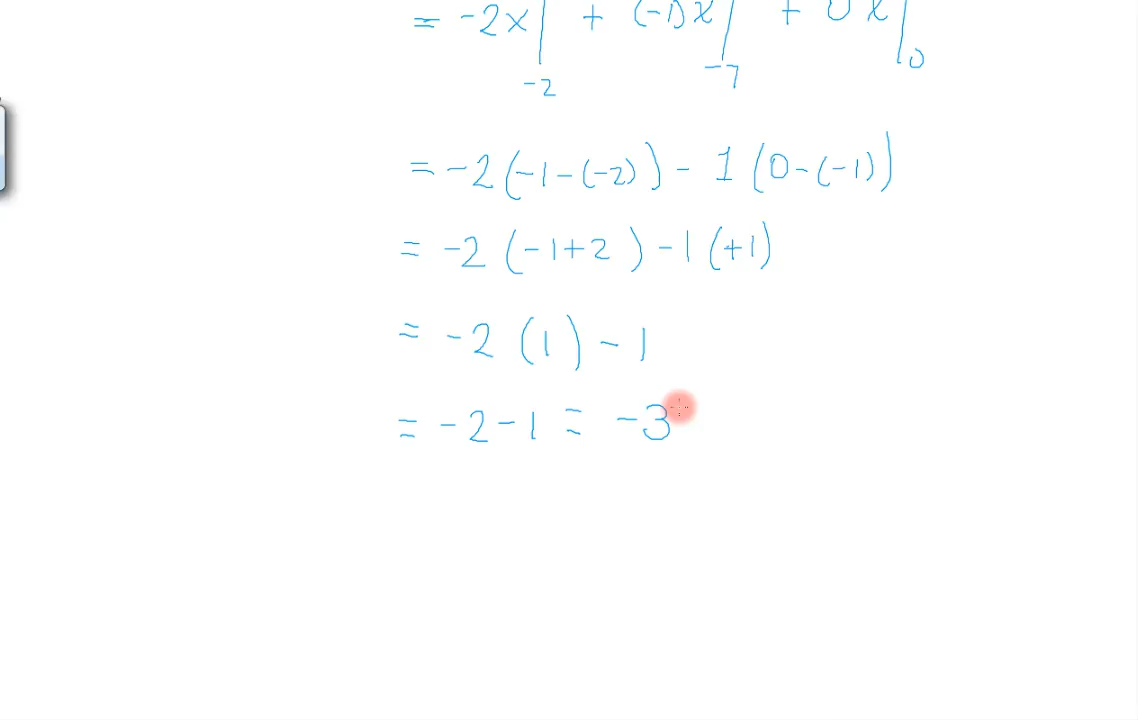 = -2x| + (-1)x| + 0x|
-2 -7 0
= -2(-1-(-2)) - 1(0-(-1))
= -2(-1+2) -1(+1)
= -2(1) - 1
= -2-1 = -3